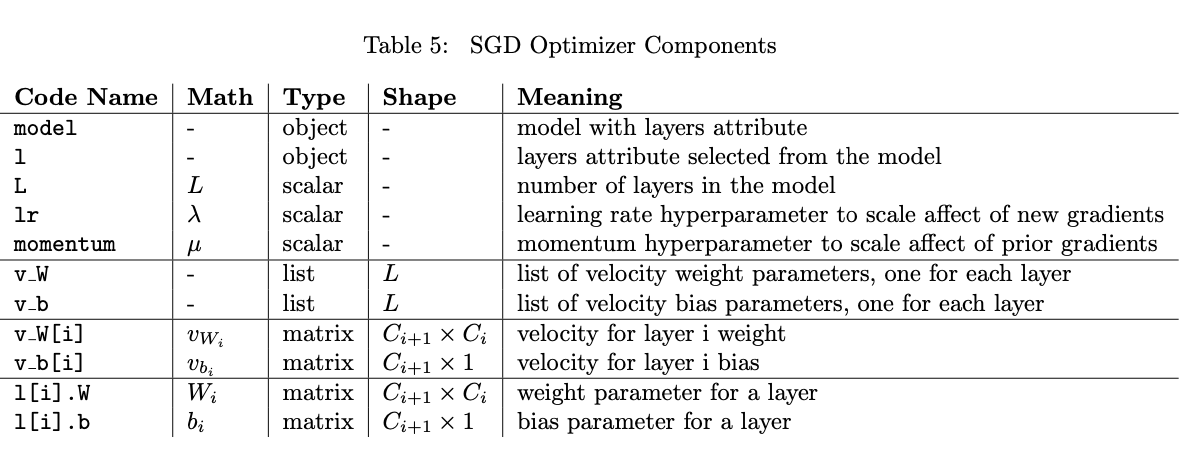 Table 5: SGD Optimizer Components
Code Name Math Type Shape Meaning
model - object - model with layers attribute
l - object - layers attribute selected from the model
L L scalar - number of layers in the model
lr λ scalar - learning rate hyperparameter to scale affect of new gradients
momentum μ scalar - momentum hyperparameter to scale affect of prior gradients
v_W - list L list of velocity weight parameters, one for each layer
v_b - list L list of velocity bias parameters, one for each layer
v_W[i] v_{W_i} matrix C_{i+1} × C_i velocity for layer i weight
v_b[i] v_{b_i} matrix C_{i+1} × 1 velocity for layer i bias
l[i].W W_i matrix C_{i+1} × C_i weight parameter for a layer
l[i].b b_i matrix C_{i+1} × 1 bias parameter for a layer